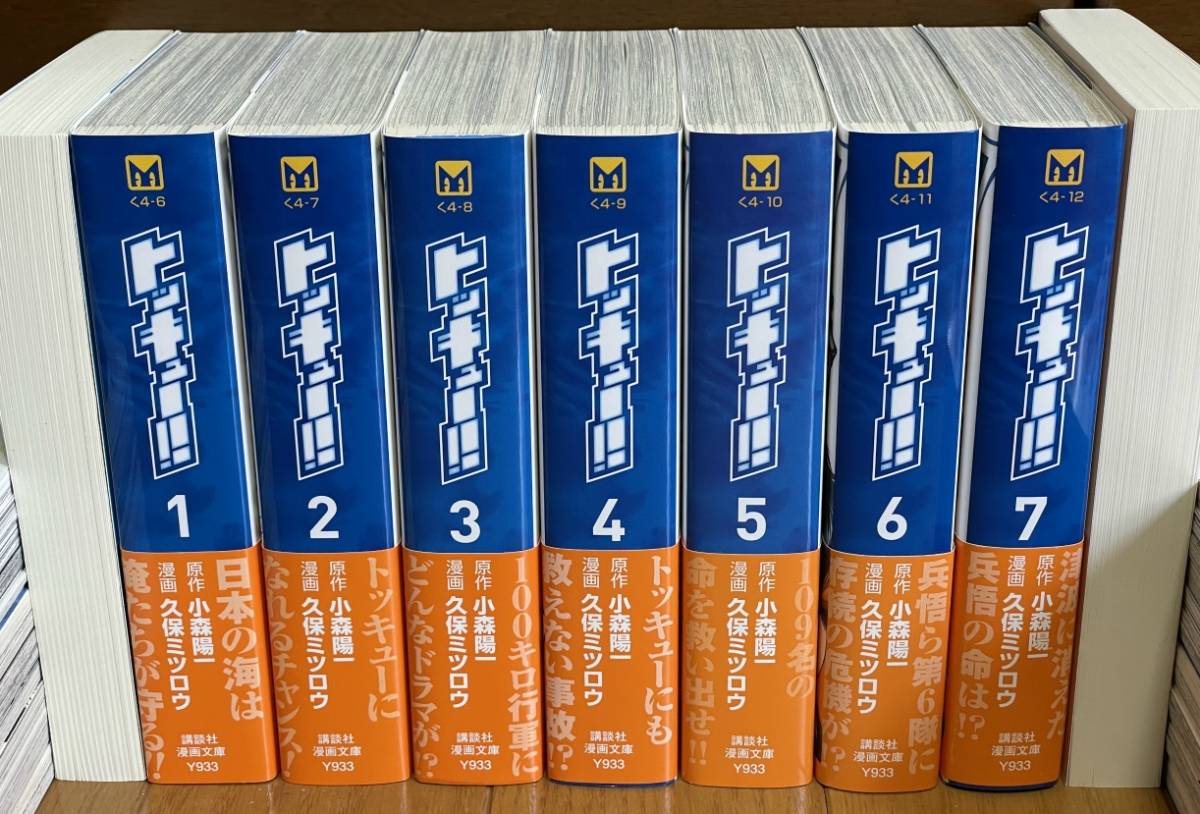 く4-6
トッキュー!!
1
日本の海は
俺たちが守る!!
原作 小森陽一
漫画 久保ミツロウ
講談社
漫画文庫
Y933
く4-7
トッキュー!!
2
トッキューに
なれるチャンス!
原作 小森陽一
漫画 久保ミツロウ
講談社
漫画文庫
Y933
く4-8
トッキュー!!
3
100キロ行軍に
どんなドラマが!?
原作 小森陽一
漫画 久保ミツロウ
講談社
漫画文庫
Y933
く4-9
トッキュー!!
4
トッキューにも
救えない事故!?
原作 小森陽一
漫画 久保ミツロウ
講談社
漫画文庫
Y933
く4-10
トッキュー!!
5
109名の
命を救い出せ!!
原作 小森陽一
漫画 久保ミツロウ
講談社
漫画文庫
Y933
く4-11
トッキュー!!
6
兵悟ら第6隊に
存続の危機が!?
原作 小森陽一
漫画 久保ミツロウ
講談社
漫画文庫
Y933
く4-12
トッキュー!!
7
津波に消えた
兵悟の命は!?
原作 小森陽一
漫画 久保ミツロウ
講談社
漫画文庫
Y933